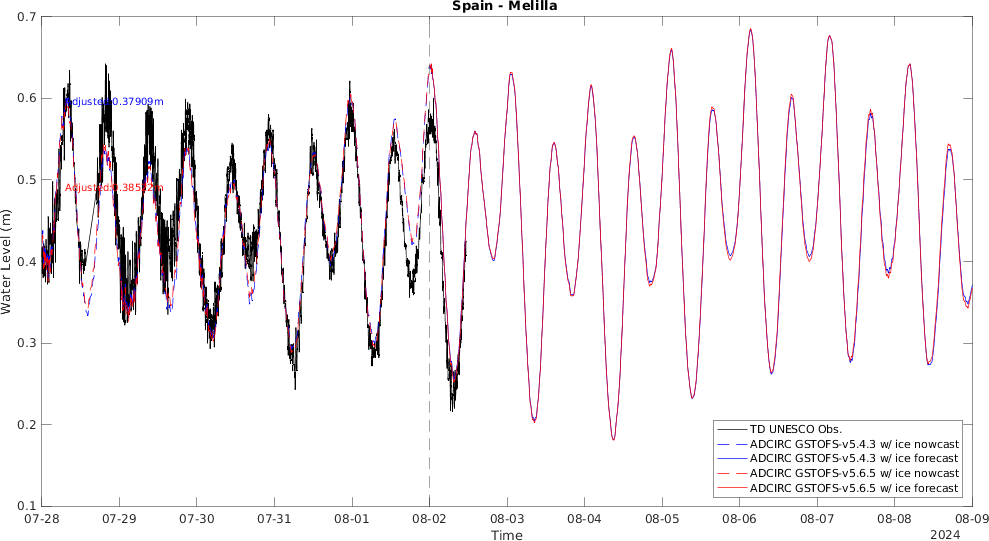 Spain - Melilla
0.7
0.6
0.5
0.4
0.3
0.2
0.1
Water Level (m)
Adjusted:0.37909m
Adjusted:0.38532m
TD UNESCO Obs.
ADCIRC GSTOFS-v5.4.3 w/ ice nowcast
ADCIRC GSTOFS-v5.4.3 w/ ice forecast
ADCIRC GSTOFS-v5.6.5 w/ ice nowcast
ADCIRC GSTOFS-v5.6.5 w/ ice forecast
07-28 07-29 07-30 07-31 08-01 08-02 08-03 08-04 08-05 08-06 08-07 08-08 08-09
Time
2024